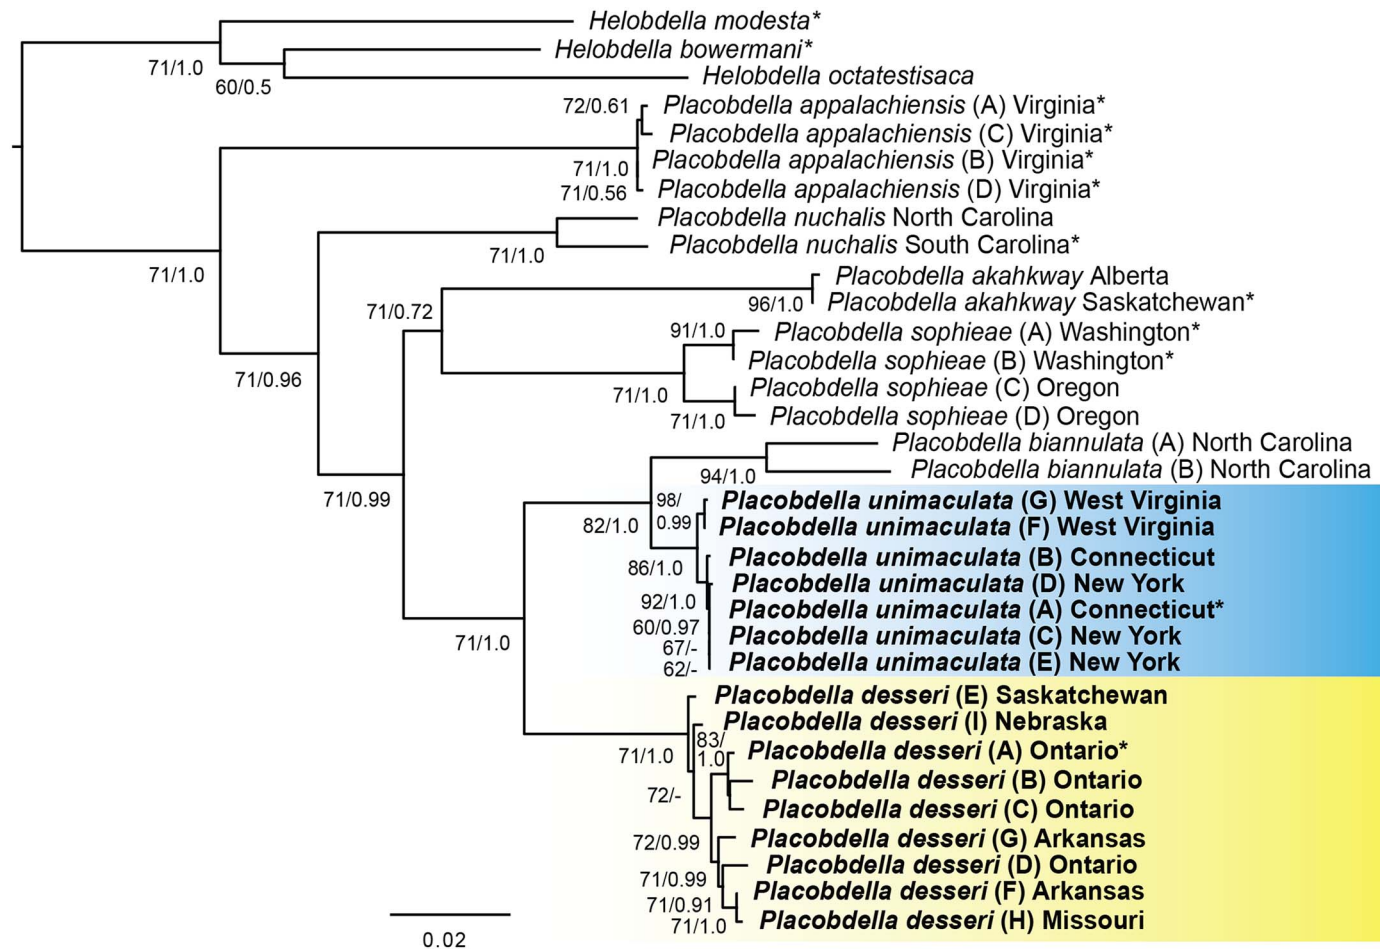 Helobdella modesta*
Helobdella bowermani*
71/1.0
60/0.5
Helobdella octatestisaca
72/0.61
Placobdella appalachiensis (A) Virginia*
Placobdella appalachiensis (C) Virginia*
71/1.0
Placobdella appalachiensis (B) Virginia*
71/0.56
Placobdella appalachiensis (D) Virginia*
Placobdella nuchalis North Carolina
71/1.0
Placobdella nuchalis South Carolina*
71/1.0
Placobdella akahkway Alberta
96/1.0
Placobdella akahkway Saskatchewan*
71/0.72
91/1.0
Placobdella sophieae (A) Washington*
Placobdella sophieae (B) Washington*
71/0.96
71/1.0
Placobdella sophieae (C) Oregon
71/1.0
Placobdella sophieae (D) Oregon
Placobdella biannulata (A) North Carolina
94/1.0
Placobdella biannulata (B) North Carolina
71/0.99
98/
0.99
Placobdella unimaculata (G) West Virginia
82/1.0
Placobdella unimaculata (F) West Virginia
86/1.0
Placobdella unimaculata (B) Connecticut
Placobdella unimaculata (D) New York
92/1.0
Placobdella unimaculata (A) Connecticut*
60/0.97
Placobdella unimaculata (C) New York
67/-
62/-
Placobdella unimaculata (E) New York
71/1.0
Placobdella desseri (E) Saskatchewan
Placobdella desseri (I) Nebraska
71/1.0
83/
1.0
Placobdella desseri (A) Ontario*
72/-
Placobdella desseri (B) Ontario
Placobdella desseri (C) Ontario
72/0.99
Placobdella desseri (G) Arkansas
71/0.99
Placobdella desseri (D) Ontario
71/0.91
Placobdella desseri (F) Arkansas
71/1.0
Placobdella desseri (H) Missouri
0.02